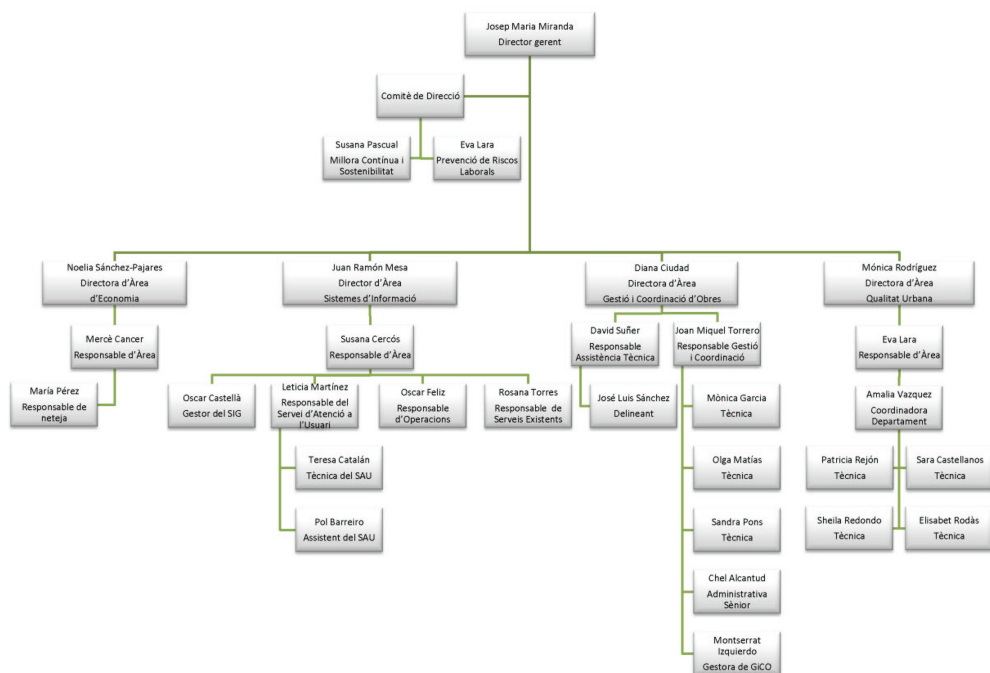 Josep Maria Miranda
Director gerent
Comitè de Direcció
Susana Pascual
Millora Contínua i
Sostenibilitat
Eva Lara
Prevenció de Riscos
Laborals
Noelia Sánchez-Pajares
Directora d'Àrea
d'Economia
Juan Ramón Mesa
Director d'Àrea
Sistemes d'Informació
Diana Ciudad
Directora d'Àrea
Gestió i Coordinació d'Obres
Mónica Rodríguez
Directora d'Àrea
Qualitat Urbana
Mercè Cancer
Responsable d'Àrea
Susana Cercós
Responsable d'Àrea
David Suñer
Responsable
Assistència Tècnica
Joan Miquel Torrero
Responsable Gestió
i Coordinació
Eva Lara
Responsable d'Àrea
María Pérez
Responsable de
neteja
Oscar Castellà
Gestor del SIG
Leticia Martínez
Responsable del
Servei d'Atenció a
l'Usuari
Oscar Feliz
Responsable
d'Operacions
Rosana Torres
Responsable de
Serveis Existents
José Luis Sánchez
Delineant
Mònica Garcia
Tècnica
Amalia Vazquez
Coordinadora
Departament
Teresa Catalán
Tècnica del SAU
Olga Matías
Tècnica
Patricia Rejón
Tècnica
Sara Castellanos
Tècnica
Pol Barreiro
Assistent del SAU
Sandra Pons
Tècnica
Sheila Redondo
Tècnica
Elisabet Rodàs
Tècnica
Chel Alcantud
Administrativa
Sènior
Montserrat
Izquierdo
Gestora de GiCO